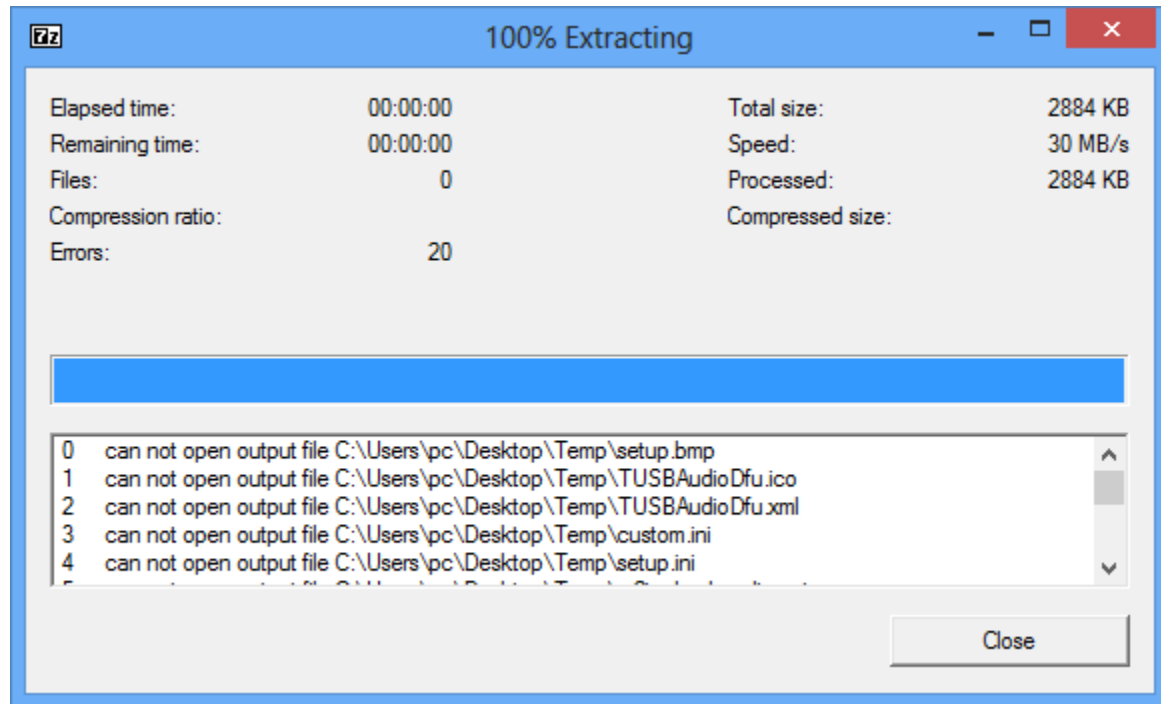 7z 100% Extracting
Elapsed time: 00:00:00 Total size: 2884 KB
Remaining time: 00:00:00 Speed: 30 MB/s
Files: 0 Processed: 2884 KB
Compression ratio: Compressed size:
Errors: 20
0 can not open output file C:\Users\pc\Desktop\Temp\setup.bmp
1 can not open output file C:\Users\pc\Desktop\Temp\TUSBAudioDfu.ico
2 can not open output file C:\Users\pc\Desktop\Temp\TUSBAudioDfu.xml
3 can not open output file C:\Users\pc\Desktop\Temp\custom.ini
4 can not open output file C:\Users\pc\Desktop\Temp\setup.ini
Close